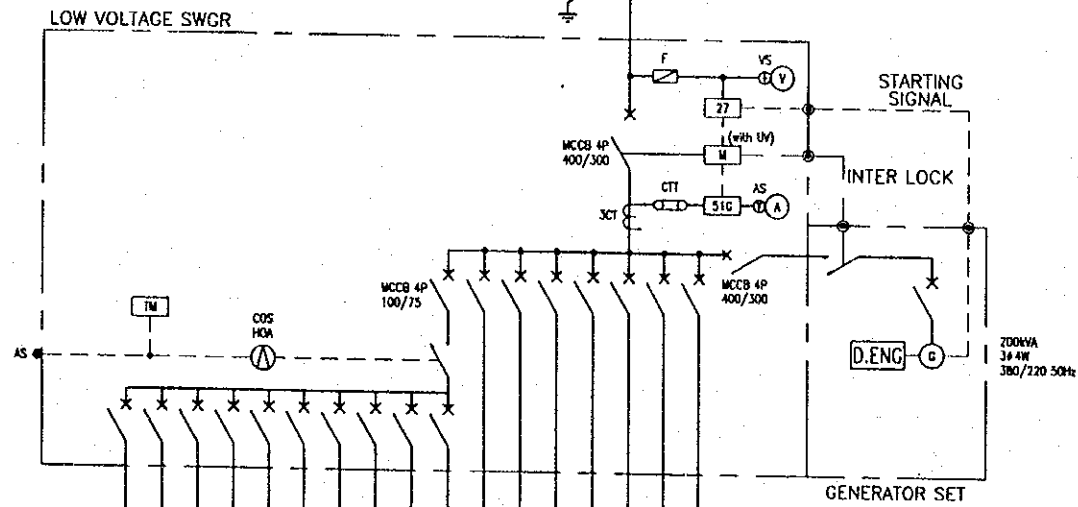 LOW VOLTAGE SWGR
F
VS
V
STARTING
SIGNAL
27
(with UV)
MCCB 4P
400/300
M
INTER LOCK
CTT
AS
51G
A
3CT
MCCB 4P
100/75
MCCB 4P
400/300
TM
COS
HOA
AS
D.ENG
G
200kVA
3ϕ4W
380/220 50Hz
GENERATOR SET